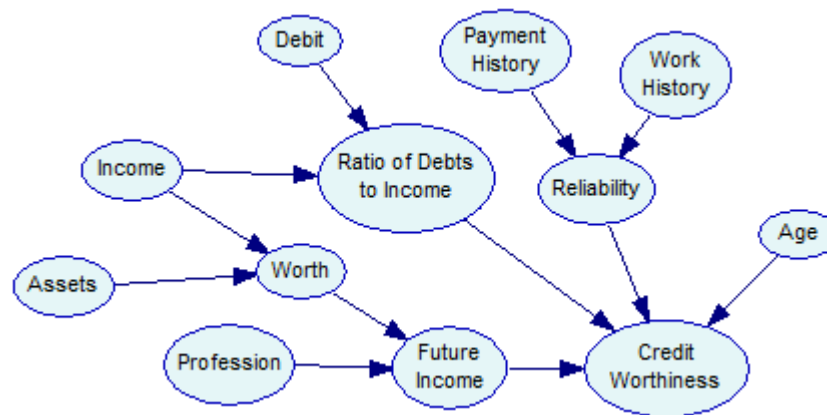 Debit
Payment
History
Work
History
Income
Ratio of Debts
to Income
Reliability
Age
Assets
Worth
Profession
Future
Income
Credit
Worthiness